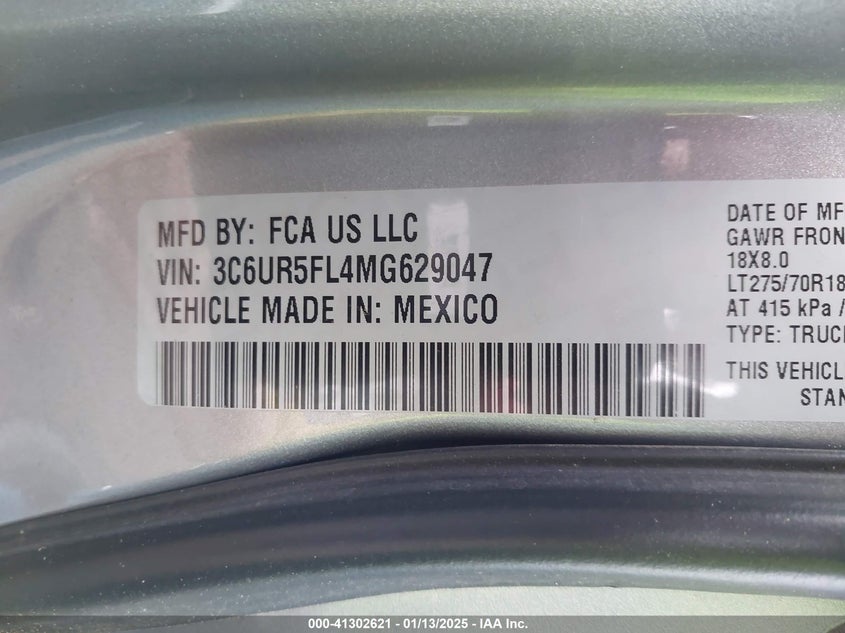 MFD BY: FCA US LLC
VIN: 3C6UR5FL4MG629047
VEHICLE MADE IN: MEXICO
DATE OF MF
GAWR FRON
18X8.0
LT275/70R18
AT 415 kPa /
TYPE: TRUC
THIS VEHICL
STAN
000-41302621 - 01/13/2025 - IAA Inc.